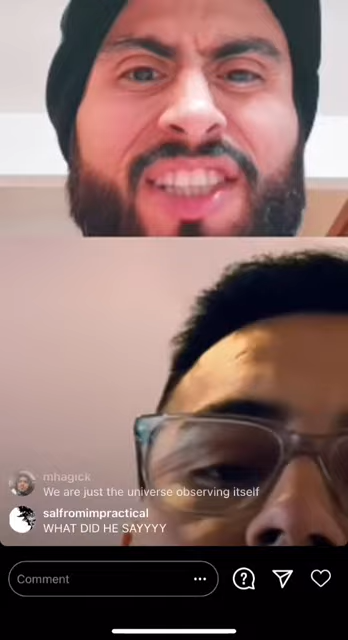 mhagick
We are just the universe observing itself
salfromimpractical
WHAT DID HE SAYYYY
Comment